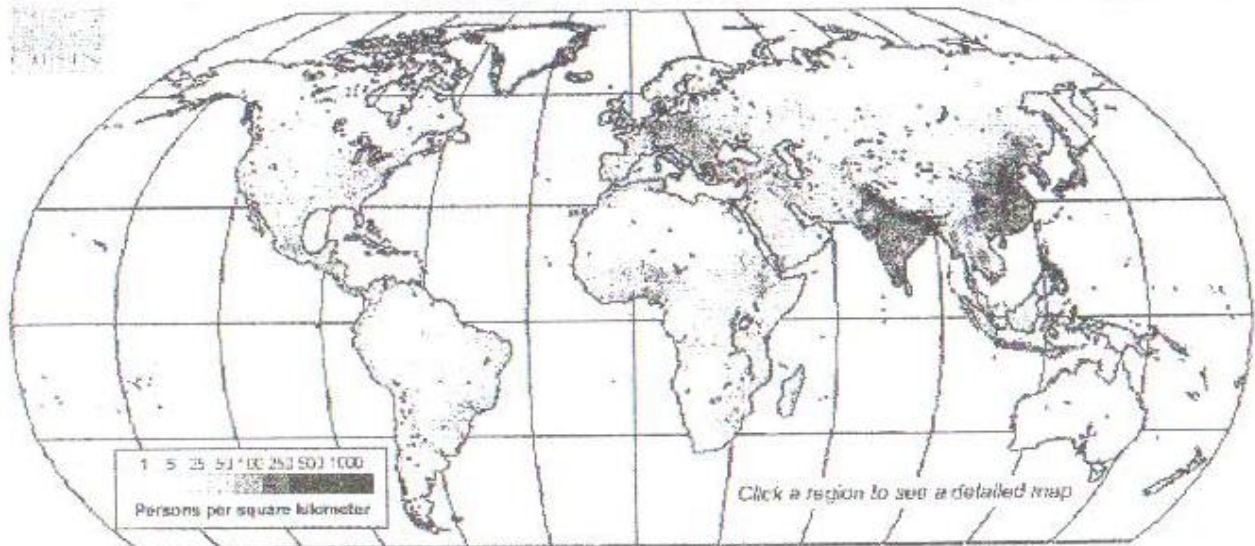 1 5 25 50 100 250 500 1000
Persons per square kilometer
Click a region to see a detailed map